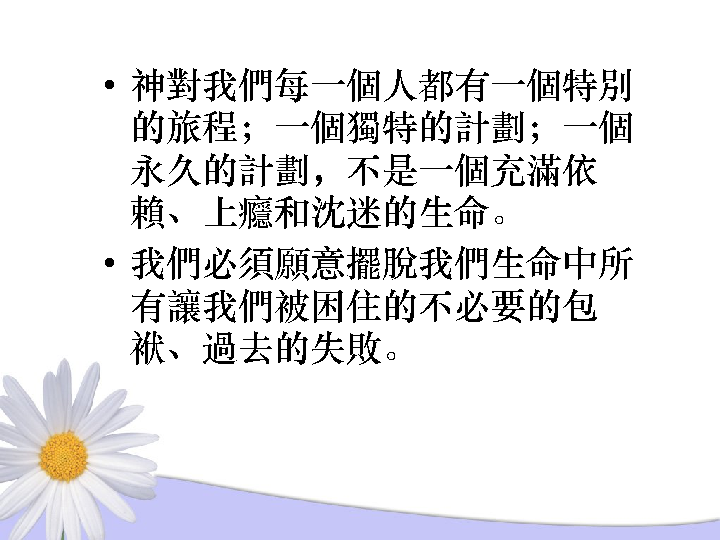 • 神對我們每一個人都有一個特別
的旅程；一個獨特的計劃；一個
永久的計劃，不是一個充滿依
賴、上癮和沈迷的生命。
• 我們必須願意擺脫我們生命中所
有讓我們被困住的不必要的包
袱、過去的失敗。